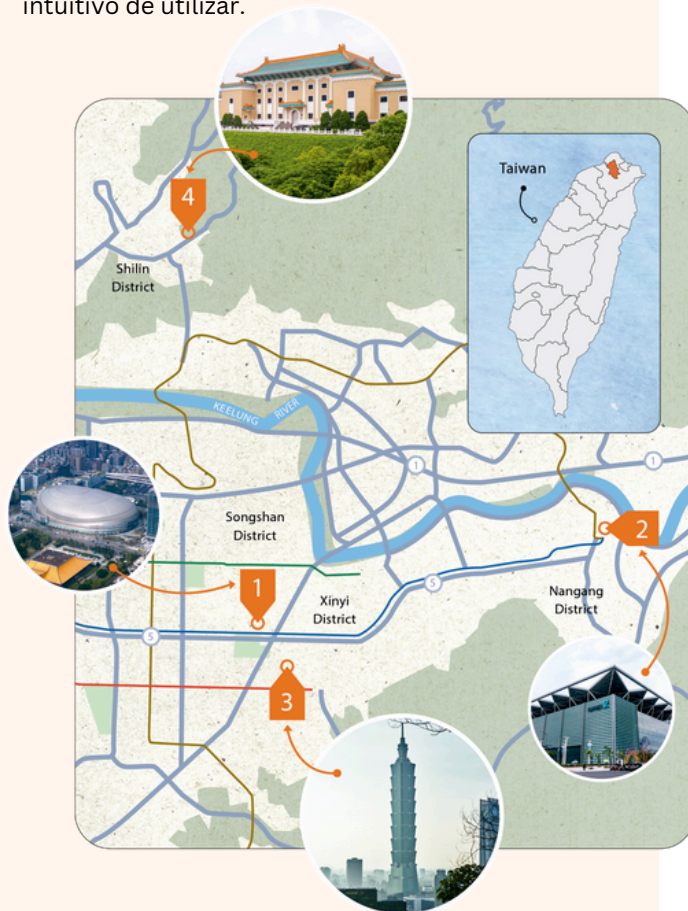 intuitivo de utilizar.
Taiwan
4
Shilin
District
KEELUNG RIVER
1
1
Songshan
District
2
1
Xinyi
District
5
Nangang
District
5
3